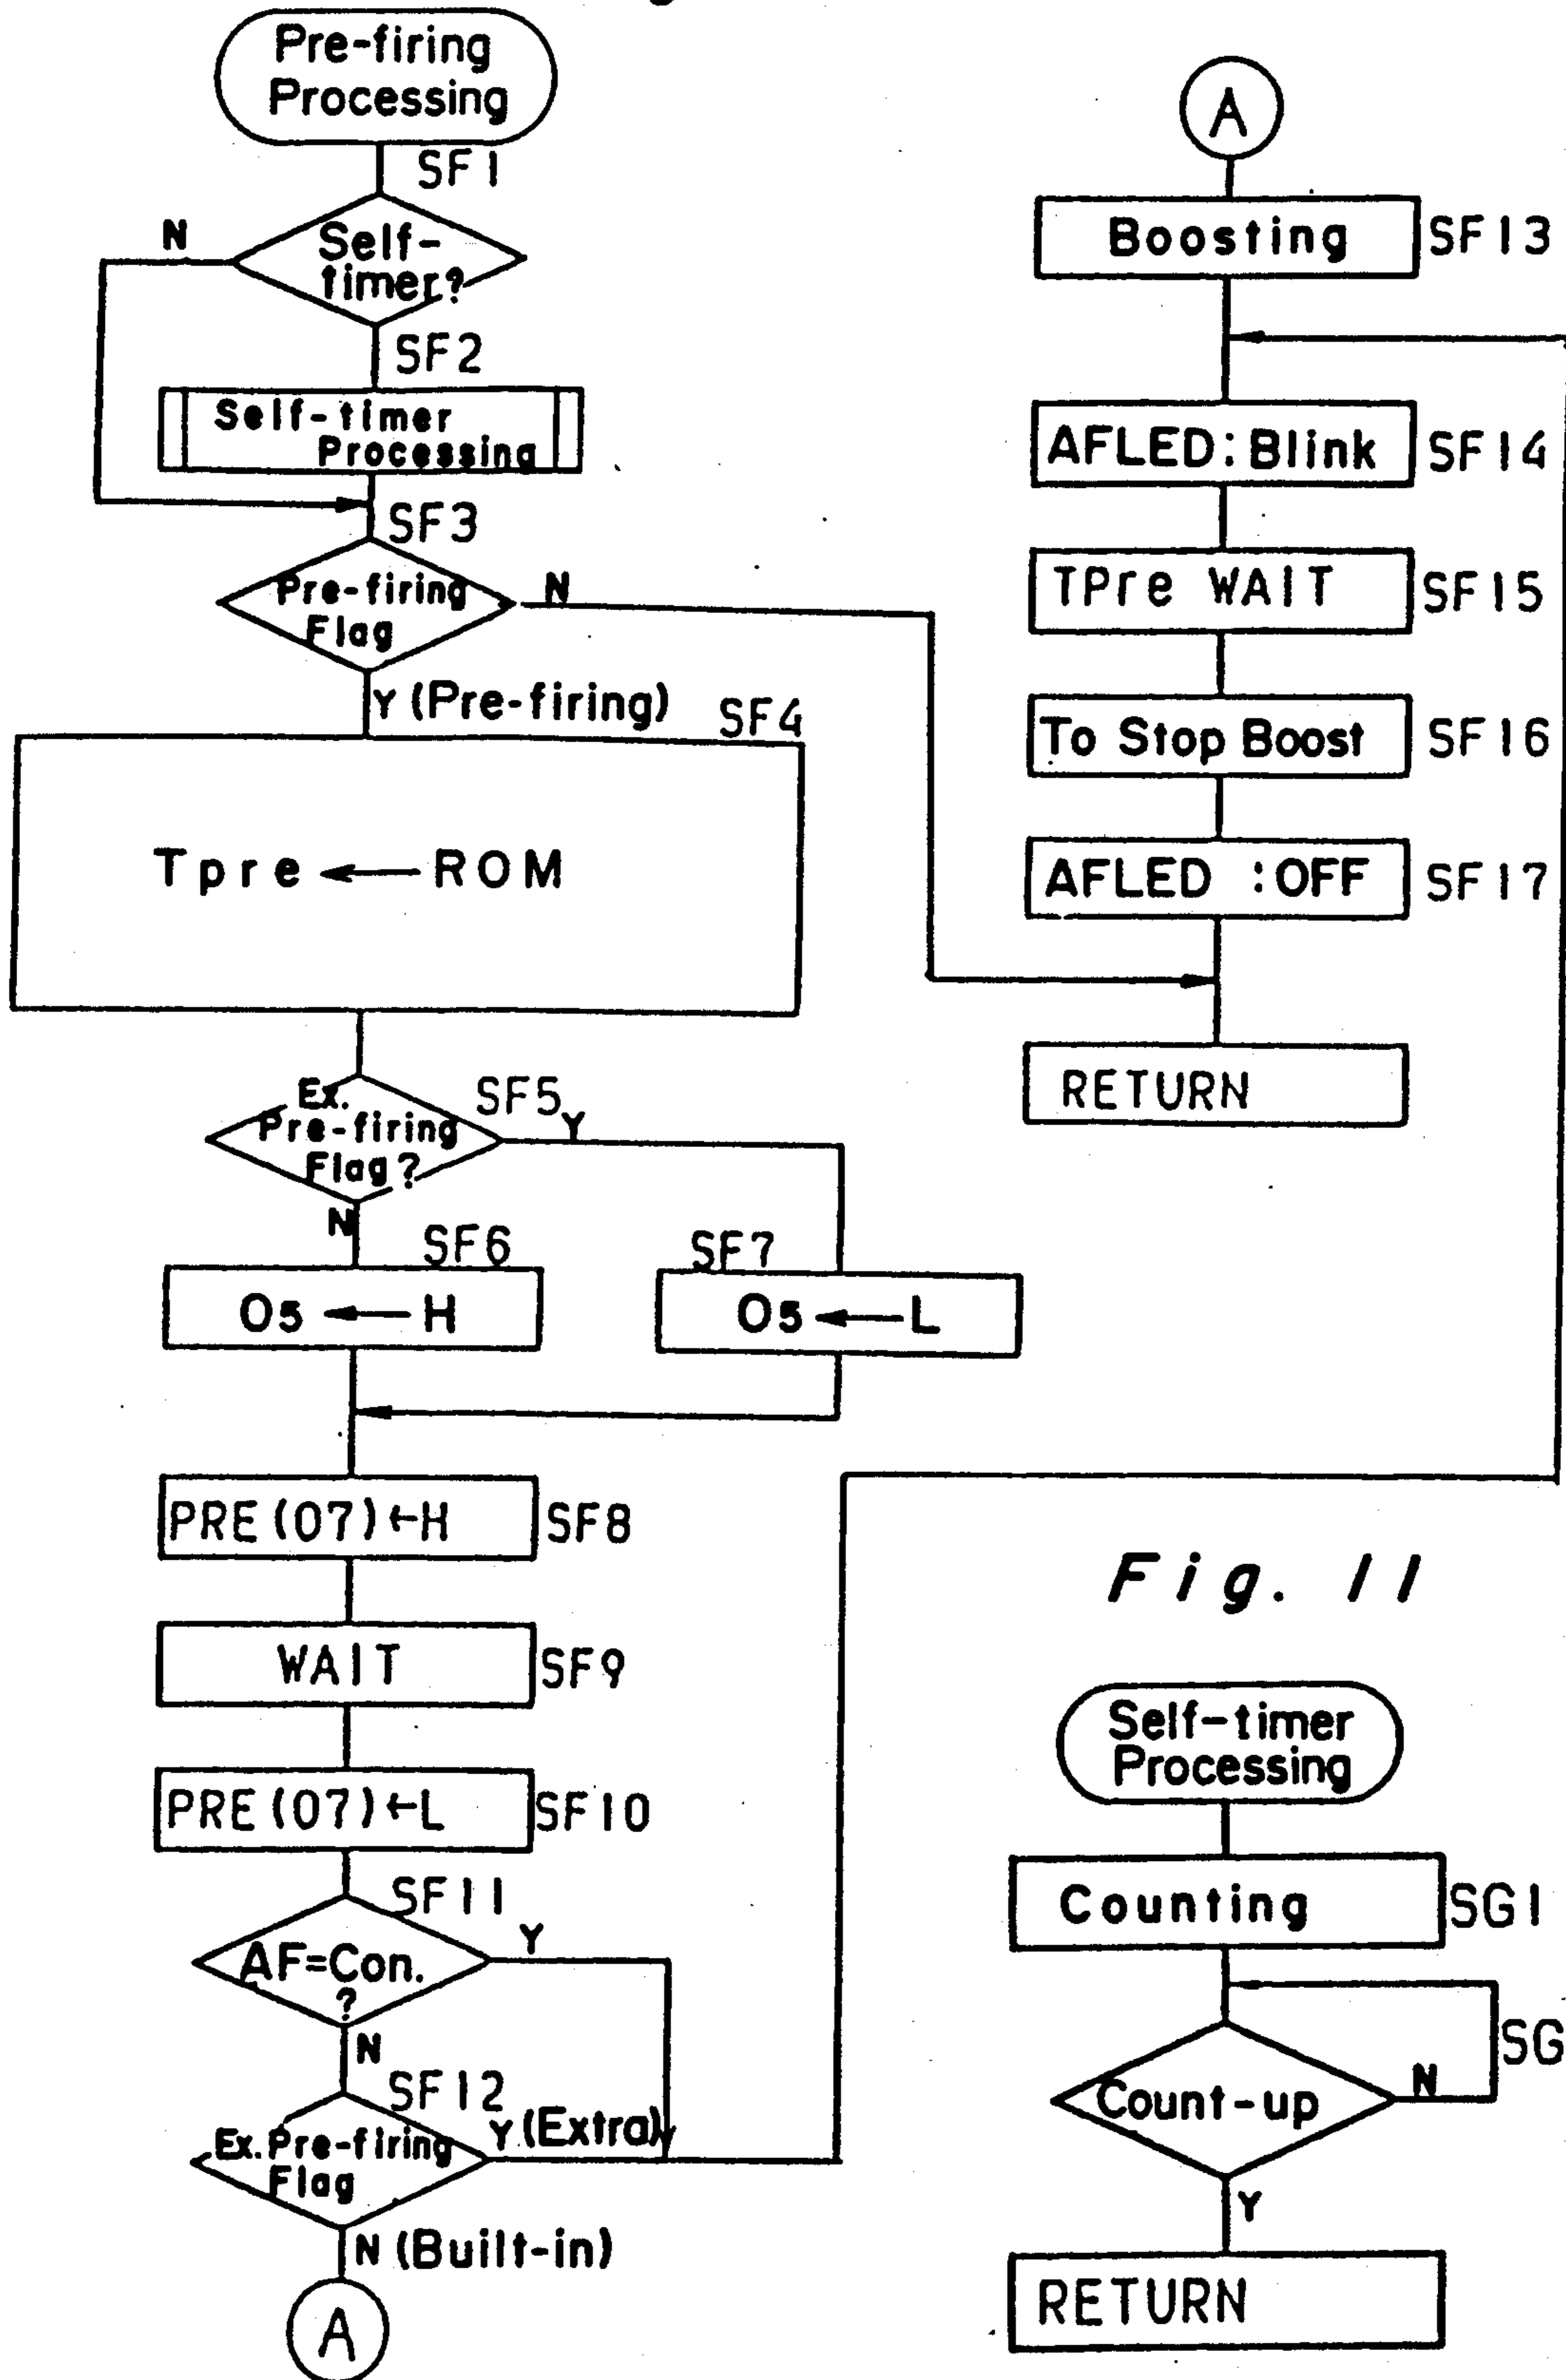 Pre-firing
Processing
SF1
N
Self-
timer?
SF2
Self-timer
Processing
SF3
Pre-firing
Flag
N
Y (Pre-firing)
SF4
Tpre ← ROM
Ex.
Pre-firing
Flag?
SF5
Y
N
SF6
O5 ← H
SF7
O5 ← L
PRE(07)←H
SF8
WAIT
SF9
PRE(07)←L
SF10
SF11
AF=Con.
?
Y
N
SF12
Ex. Pre-firing
Flag
Y (Extra)
N (Built-in)
A
A
Boosting
SF13
AFLED:Blink
SF14
TPre WAIT
SF15
To Stop Boost
SF16
AFLED :OFF
SF17
RETURN
Fig. 11
Self-timer
Processing
Counting
SG1
SG
Count-up
N
Y
RETURN